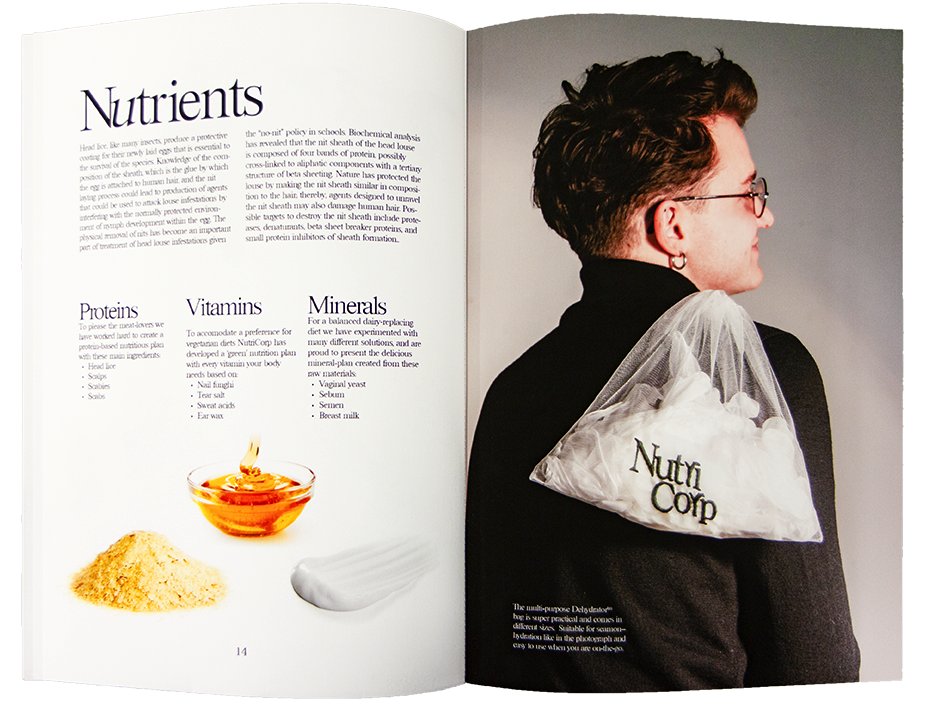 Nutrients
Head lice, like many insects, produce a protective
coating for their newly laid eggs that is essential to
the survival of the species. Knowledge of the com-
position of the sheath, which is the glue by which
the egg is attached to human hair, and the nit
laying process could lead to production of agents
that could be used to attack louse infestations by
interfering with the normally protected environ-
ment of nymph development within the egg. The
physical removal of nits has become an important
part of treatment of head louse infestations given
the "no-nit" policy in schools. Biochemical analysis
has revealed that the nit sheath of the head louse
is composed of four bands of protein, possibly
cross-linked to aliphatic components with a tertiary
structure of beta sheeting. Nature has protected the
louse by making the nit sheath similar in composi-
tion to the hair, thereby, agents designed to unravel
the nit sheath may also damage human hair. Pos-
sible targets to destroy the nit sheath include prote-
ases, denaturants, beta sheet breaker proteins, and
small protein inhibitors of sheath formation..
Proteins
To please the meat-lovers we
have worked hard to create a
protein-based nutritious plan
with these main ingredients:
• Head lice
• Scalps
• Scabies
• Scabs
Vitamins
To accomodate a preference for
vegetarian diets NutriCorp has
developed a 'green' nutrition plan
with every vitamin your body
needs based on:
• Nail funghi
• Tear salt
• Sweat acids
• Ear wax
Minerals
For a balanced dairy-replacing
diet we have experimented with
many different solutions, and are
proud to present the delicious
mineral-plan created from these
raw materials:
• Vaginal yeast
• Sebum
• Semen
• Breast milk
14
Nutri
Corp
The multi-purpose Dehydrator™
bag is super practical and comes in
different sizes. Suitable for
hydration like in the photograph and
easy to use when you are on-the-go.